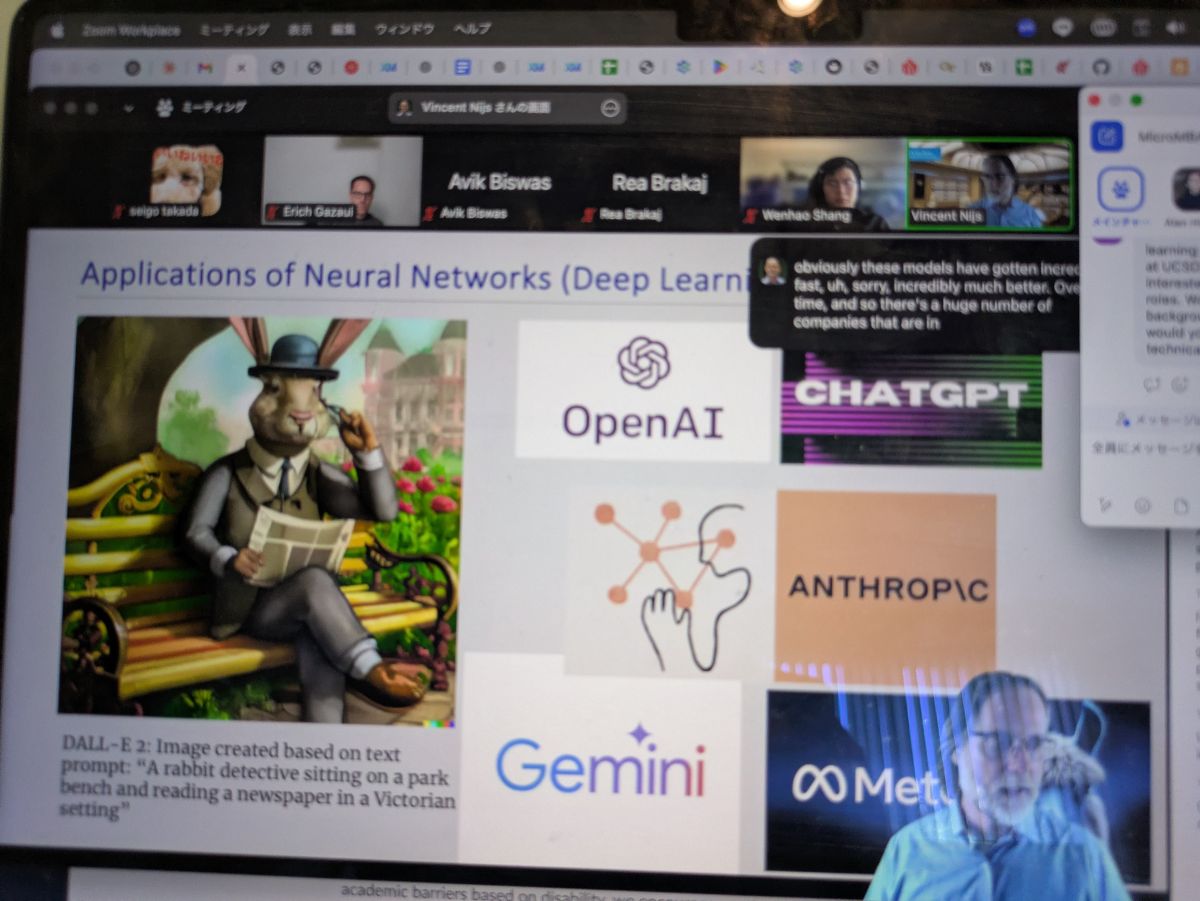 Zoom Workplace ミーティング 表示 編集 ウィンドウ ヘルプ
ミーティング
Vincent Nijs さんの画面
seigo takada
Erich Gazaui
Avik Biswas
Avik Biswas
Rea Brakaj
Rea Brakaj
Wenhao Shang
Vincent Nijs
Applications of Neural Networks (Deep Learni
obviously these models have gotten incred
fast, uh, sorry, incredibly much better. Ove
time, and so there's a huge number of
companies that are in
learning
at UCSD
intereste
roles. W
backgro
would yo
technica
メッセージ
全員にメッセージを
OpenAI
CHATGPT
ANTHROP\C
Gemini
Met
DALL-E 2: Image created based on text
prompt: “A rabbit detective sitting on a park
bench and reading a newspaper in a Victorian
setting”
academic barriers based on disability, we